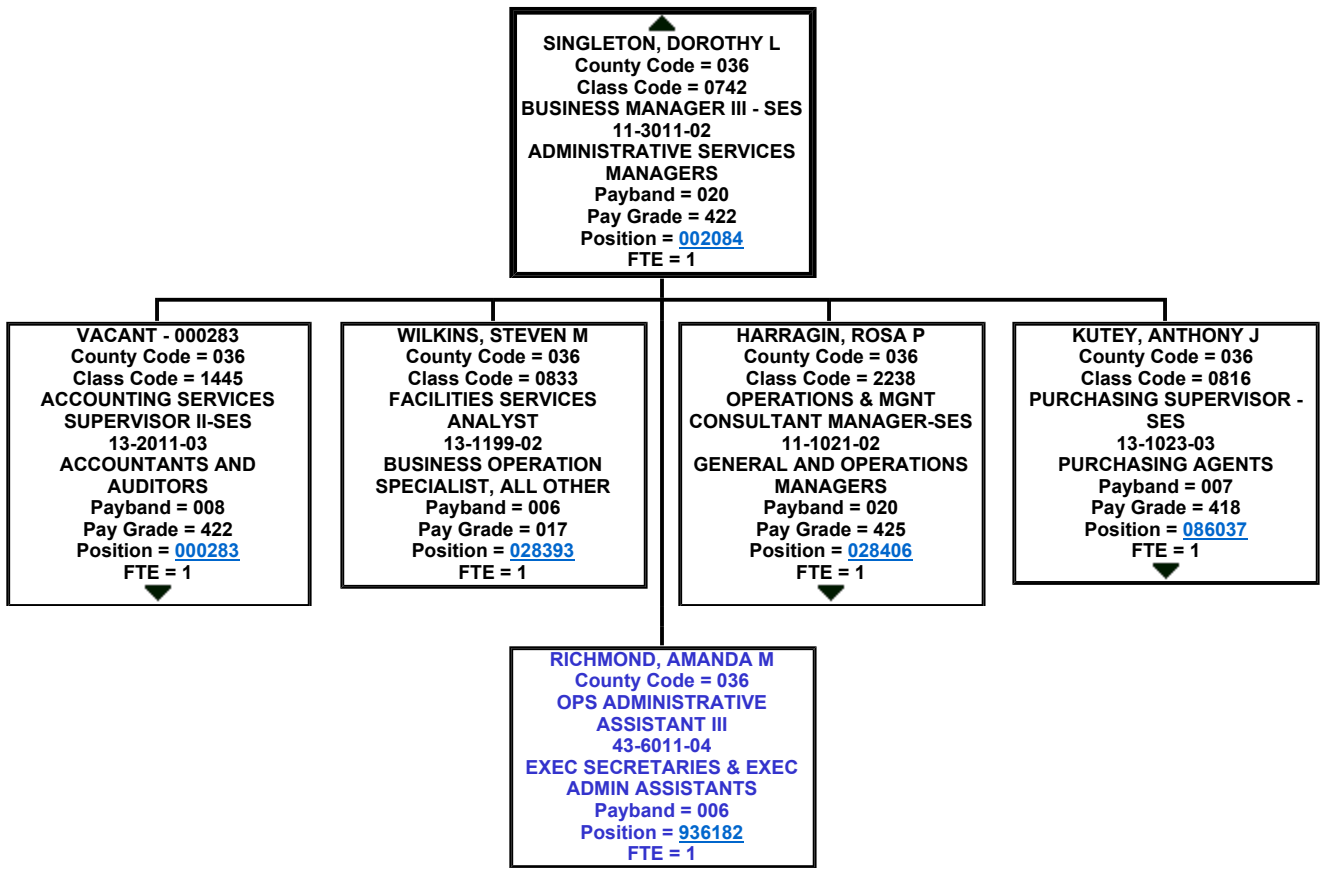 SINGLETON, DOROTHY L
County Code = 036
Class Code = 0742
BUSINESS MANAGER III - SES
11-3011-02
ADMINISTRATIVE SERVICES
MANAGERS
Payband = 020
Pay Grade = 422
Position = 002084
FTE = 1
VACANT - 000283
County Code = 036
Class Code = 1445
ACCOUNTING SERVICES
SUPERVISOR II-SES
13-2011-03
ACCOUNTANTS AND
AUDITORS
Payband = 008
Pay Grade = 422
Position = 000283
FTE = 1
WILKINS, STEVEN M
County Code = 036
Class Code = 0833
FACILITIES SERVICES
ANALYST
13-1199-02
BUSINESS OPERATION
SPECIALIST, ALL OTHER
Payband = 006
Pay Grade = 017
Position = 028393
FTE = 1
HARRAGIN, ROSA P
County Code = 036
Class Code = 2238
OPERATIONS & MGNT
CONSULTANT MANAGER-SES
11-1021-02
GENERAL AND OPERATIONS
MANAGERS
Payband = 020
Pay Grade = 425
Position = 028406
FTE = 1
KUTEY, ANTHONY J
County Code = 036
Class Code = 0816
PURCHASING SUPERVISOR -
SES
13-1023-03
PURCHASING AGENTS
Payband = 007
Pay Grade = 418
Position = 086037
FTE = 1
RICHMOND, AMANDA M
County Code = 036
OPS ADMINISTRATIVE
ASSISTANT III
43-6011-04
EXEC SECRETARIES & EXEC
ADMIN ASSISTANTS
Payband = 006
Position = 936182
FTE = 1